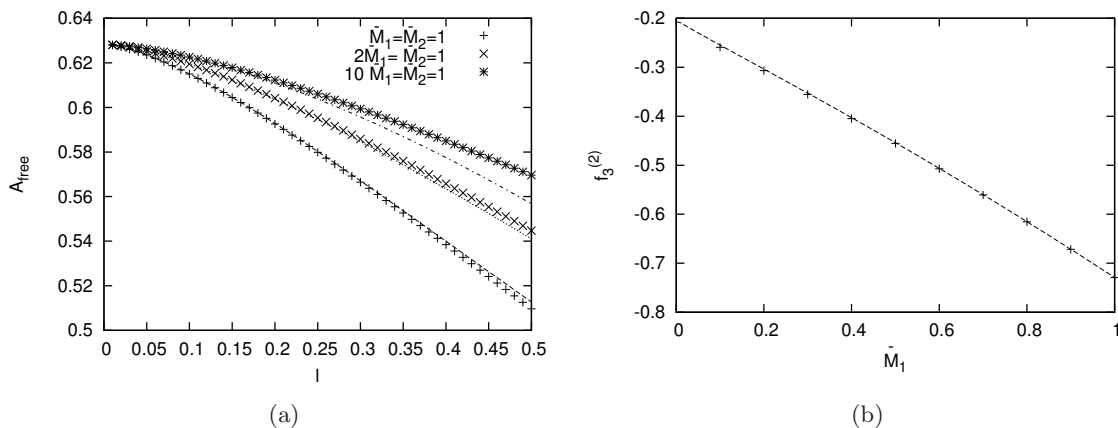 0.64
0.62
0.6
0.58
0.56
0.54
0.52
0.5
A_free
0 0.05 0.1 0.15 0.2 0.25 0.3 0.35 0.4 0.45 0.5
l
M̄₁=M̄₂=1
2M̄₁=M̄₂=1
10 M̄₁=M̄₂=1
(a)
-0.2
-0.3
-0.4
-0.5
-0.6
-0.7
-0.8
f₃⁽²⁾
0 0.2 0.4 0.6 0.8 1
M̄₁
(b)